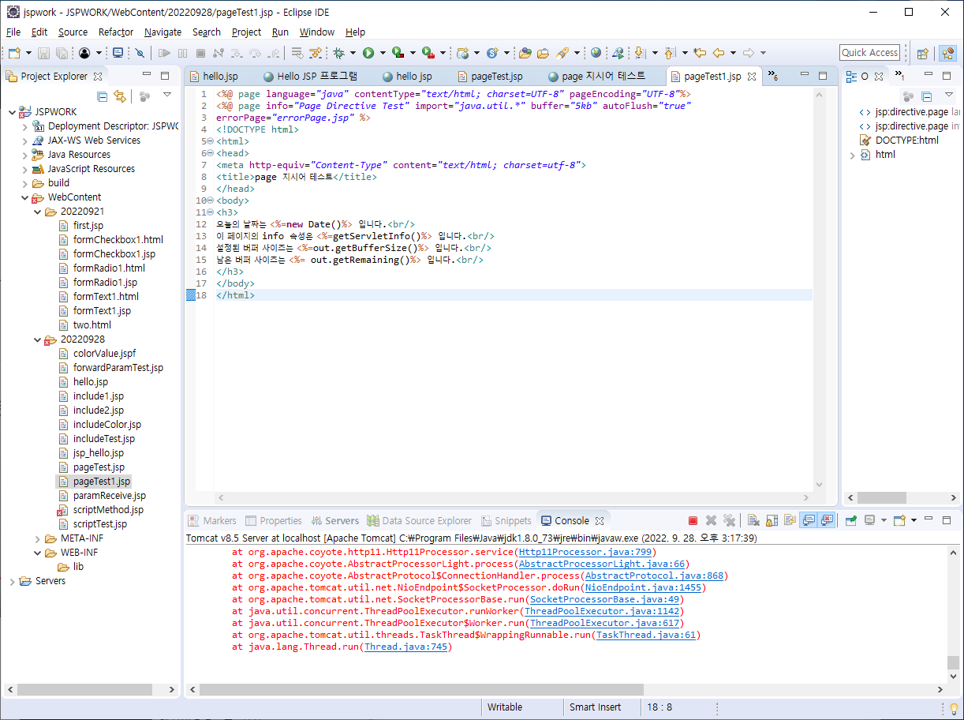 jspwork - JSPWORK/WebContent/20220928/pageTest1.jsp - Eclipse IDE
File Edit Source Refactor Navigate Search Project Run Window Help
Quick Access
Project Explorer
JSPWORK
Deployment Descriptor: JSPWO
JAX-WS Web Services
Java Resources
JavaScript Resources
build
WebContent
20220921
first.jsp
formCheckbox1.html
formCheckbox1.jsp
formRadio1.html
formRadio1.jsp
formText1.html
formText1.jsp
two.html
20220928
colorValue.jspf
forwardParamTest.jsp
hello.jsp
include1.jsp
include2.jsp
includeColor.jsp
includeTest.jsp
jsp_hello.jsp
pageTest.jsp
pageTest1.jsp
paramReceive.jsp
scriptMethod.jsp
scriptTest.jsp
META-INF
WEB-INF
lib
Servers
hello.jsp Hello JSP 프로그램 hello jsp pageTest.jsp page 지시어 테스트 pageTest1.jsp »6
1 <%@ page language="java" contentType="text/html; charset=UTF-8" pageEncoding="UTF-8"%>
2 <%@ page info="Page Directive Test" import="java.util.*" buffer="5kb" autoFlush="true"
3 errorPage="errorPage.jsp" %>
4 <!DOCTYPE html>
5 <html>
6 <head>
7 <meta http-equiv="Content-Type" content="text/html; charset=utf-8">
8 <title>page 지시어 테스트</title>
9 </head>
10 <body>
11 <h3>
12 오늘의 날짜는 <%=new Date()%> 입니다.<br/>
13 이 페이지의 info 속성은 <%=getServletInfo()%> 입니다.<br/>
14 설정된 버퍼 사이즈는 <%=out.getBufferSize()%> 입니다.<br/>
15 남은 버퍼 사이즈는 <%= out.getRemaining()%> 입니다.<br/>
16 </h3>
17 </body>
18 </html>
O »1
jsp:directive.page lan
jsp:directive.page in
DOCTYPE:html
html
Markers Properties Servers Data Source Explorer Snippets Console
Tomcat v8.5 Server at localhost [Apache Tomcat] C:₩Program Files₩Java₩jdk1.8.0_73₩jre₩bin₩javaw.exe (2022. 9. 28. 오후 3:17:39)
at org.apache.coyote.http11.Http11Processor.service(Http11Processor.java:799)
at org.apache.coyote.AbstractProcessorLight.process(AbstractProcessorLight.java:66)
at org.apache.coyote.AbstractProtocol$ConnectionHandler.process(AbstractProtocol.java:868)
at org.apache.tomcat.util.net.NioEndpoint$SocketProcessor.doRun(NioEndpoint.java:1455)
at org.apache.tomcat.util.net.SocketProcessorBase.run(SocketProcessorBase.java:49)
at java.util.concurrent.ThreadPoolExecutor.runWorker(ThreadPoolExecutor.java:1142)
at java.util.concurrent.ThreadPoolExecutor$Worker.run(ThreadPoolExecutor.java:617)
at org.apache.tomcat.util.threads.TaskThread$WrappingRunnable.run(TaskThread.java:61)
at java.lang.Thread.run(Thread.java:745)
Writable Smart Insert 18 : 8